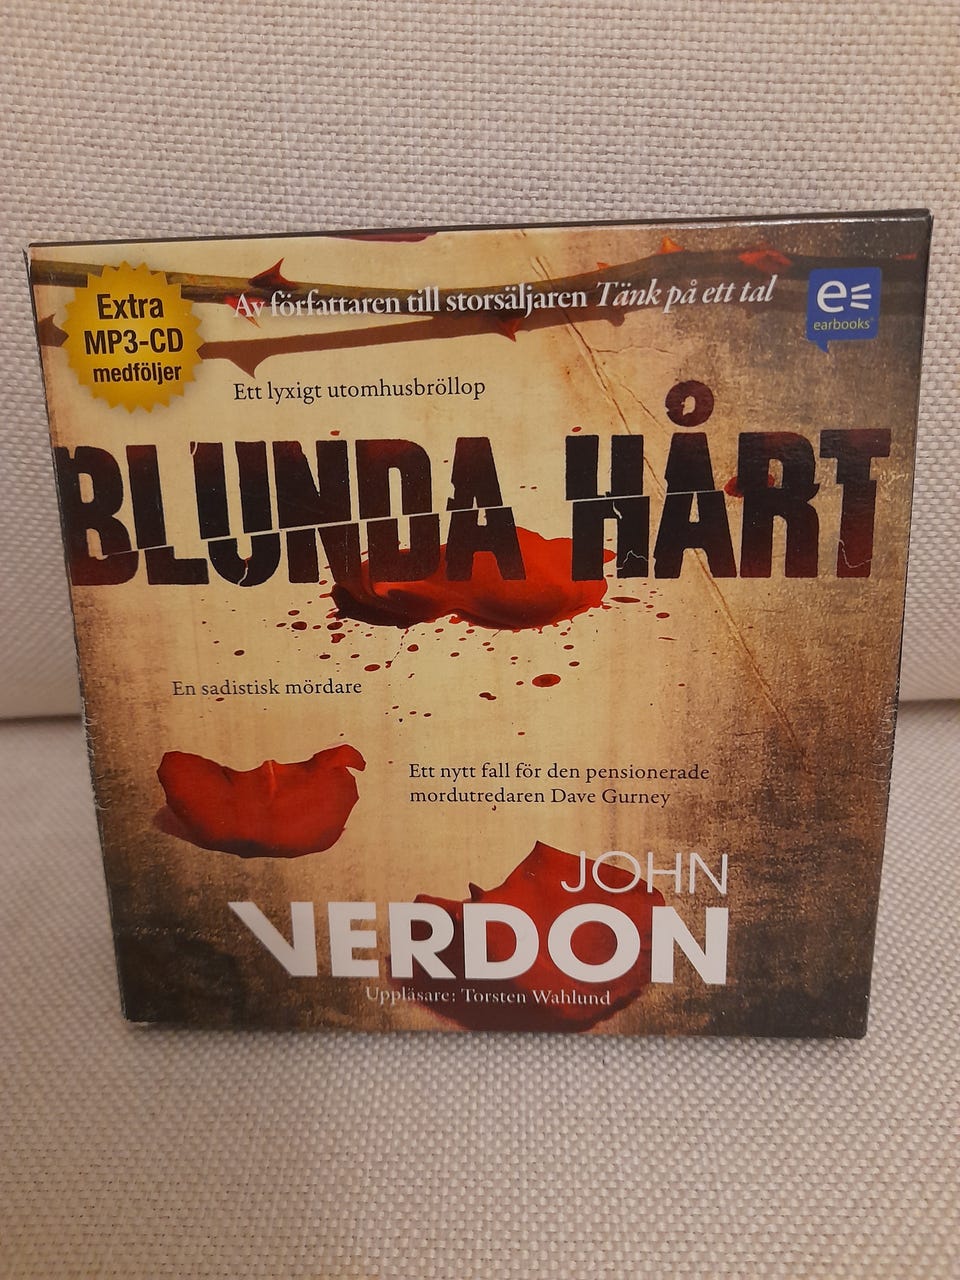 Extra
MP3-CD
medföljer
Av författaren till storsäljaren Tänk på ett tal
e
earbooks
Ett lyxigt utomhusbröllop
BLUNDA HÅRT
En sadistisk mördare
Ett nytt fall för den pensionerade
mordutredaren Dave Gurney
JOHN
VERDON
Uppläsare: Torsten Wahlund